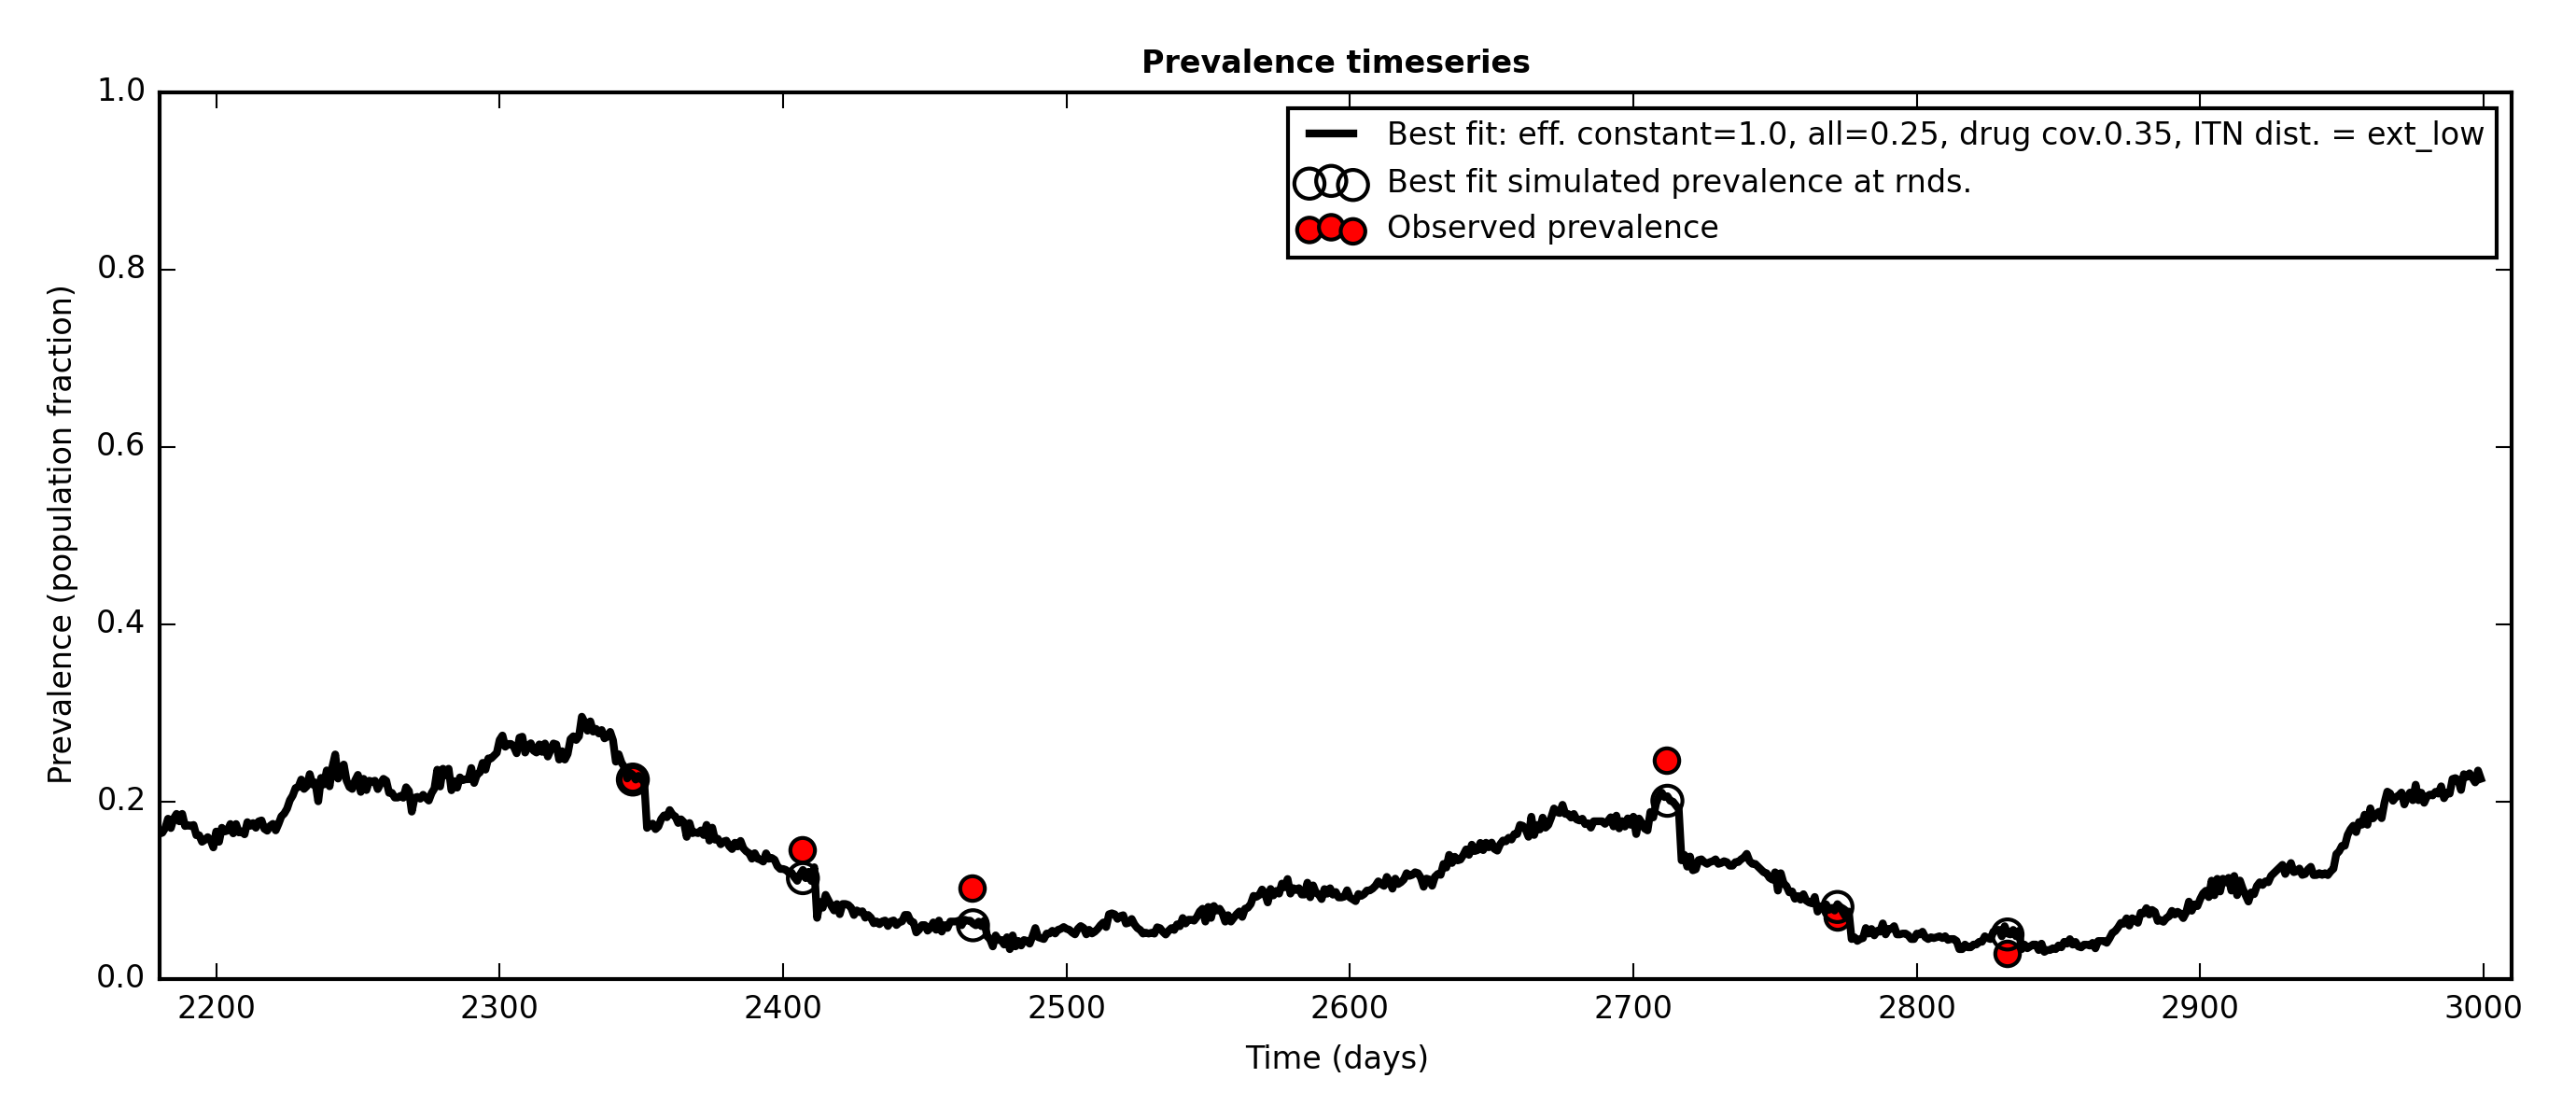 Prevalence timeseries
1.0
0.8
0.6
0.4
0.2
0.0
Prevalence (population fraction)
Best fit: eff. constant=1.0, all=0.25, drug cov.0.35, ITN dist. = ext_low
Best fit simulated prevalence at rnds.
Observed prevalence
2200 2300 2400 2500 2600 2700 2800 2900 3000
Time (days)